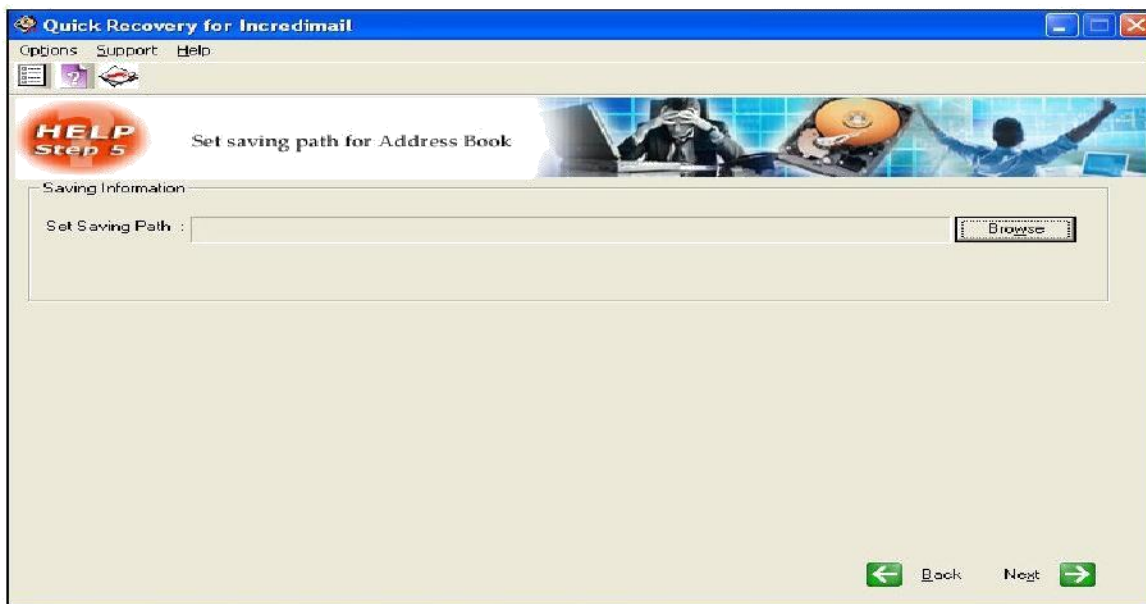 Quick Recovery for Incredimail
Options Support Help
HELP
Step 5
Set saving path for Address Book
Saving Information
Set Saving Path :
Browse
Back Next